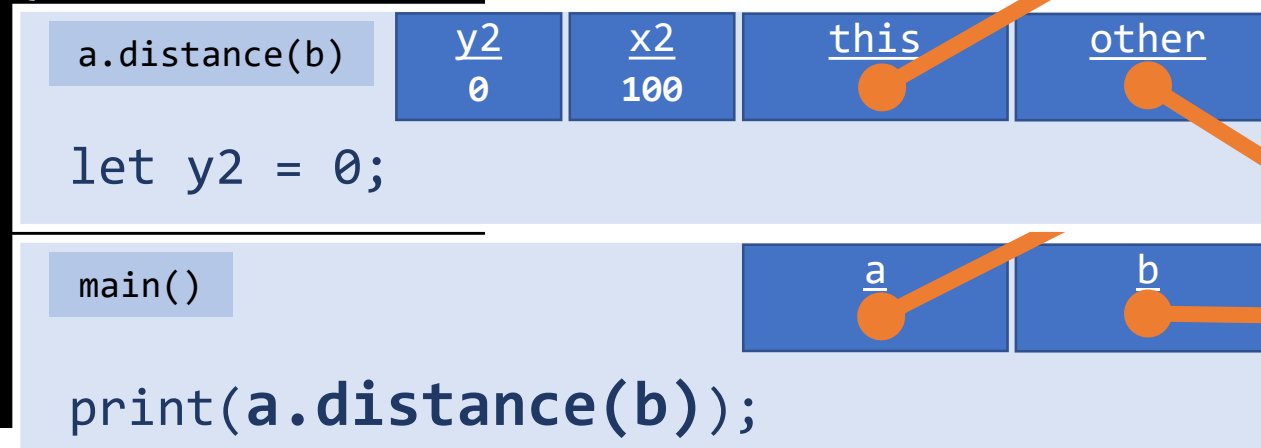 a.distance(b) y2 x2 this other
0 100
let y2 = 0;
main() a b
print(a.distance(b));